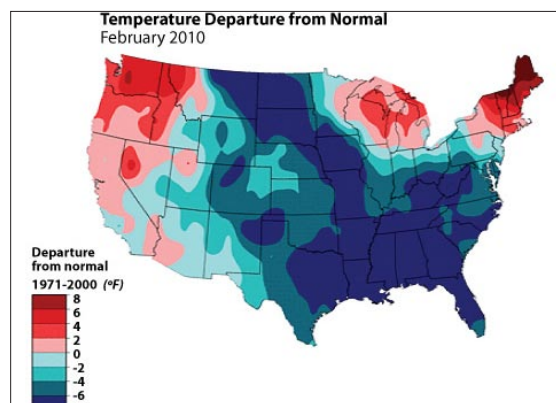 Temperature Departure from Normal
February 2010
Departure
from normal
1971-2000 (ºF)
8
6
4
2
0
-2
-4
-6